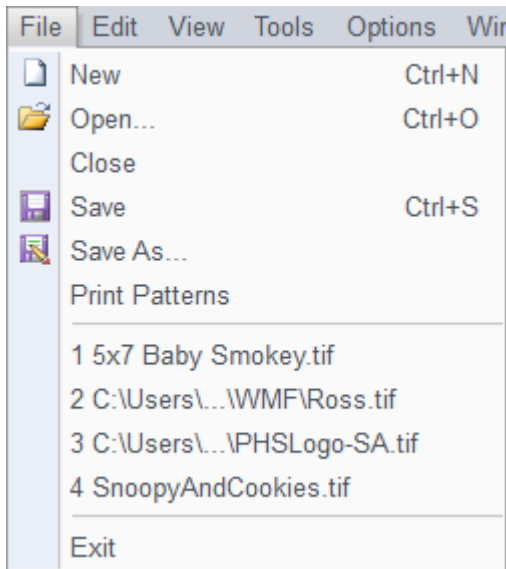 File Edit View Tools Options
New Ctrl+N
Open... Ctrl+O
Close
Save Ctrl+S
Save As...
Print Patterns
1 5x7 Baby Smokey.tif
2 C:\Users\...\WMF\Ross.tif
3 C:\Users\...\PHSLogo-SA.tif
4 SnoopyAndCookies.tif
Exit